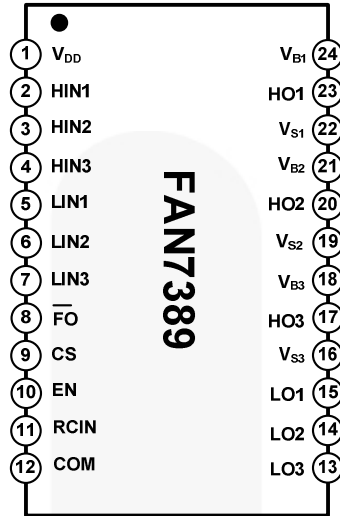 1 VDD VB1 24
2 HIN1 HO1 23
3 HIN2 VS1 22
4 HIN3 VB2 21
5 LIN1 HO2 20
6 LIN2 VS2 19
7 LIN3 VB3 18
8 F̅O̅ HO3 17
9 CS VS3 16
10 EN LO1 15
11 RCIN LO2 14
12 COM LO3 13
FAN7389